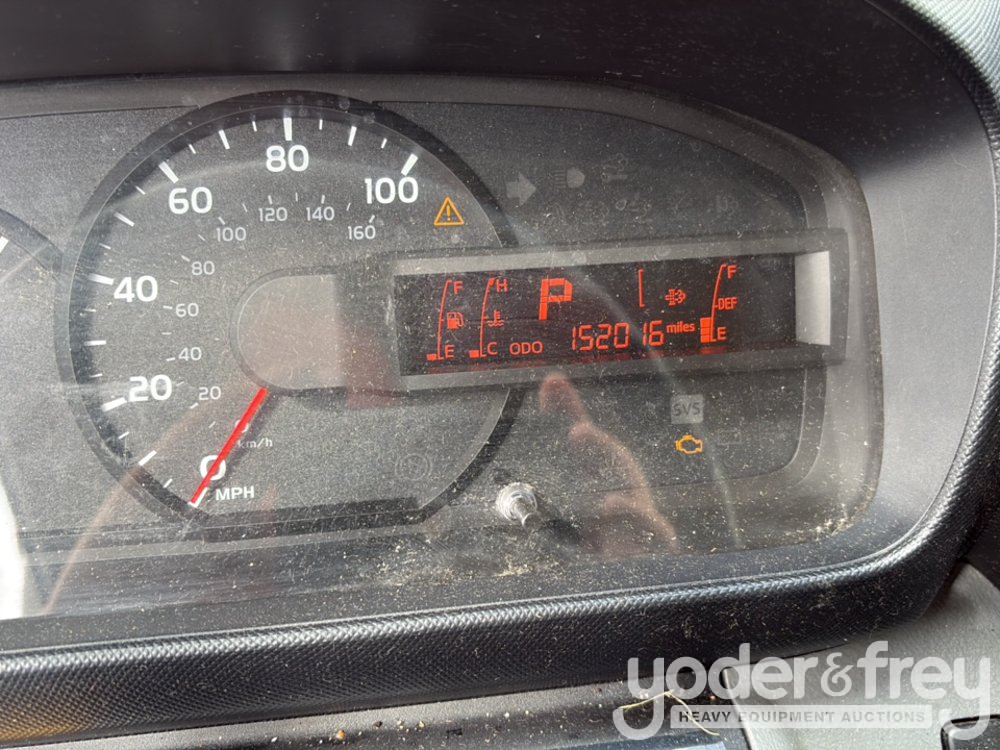 80
60
100
120
140
100
160
40
80
60
F
H
P
F
DEF
E
C
ODO
152016 miles
E
20
40
20
SVS
km/h
0
MPH
yoder&frey
HEAVY EQUIPMENT AUCTIONS